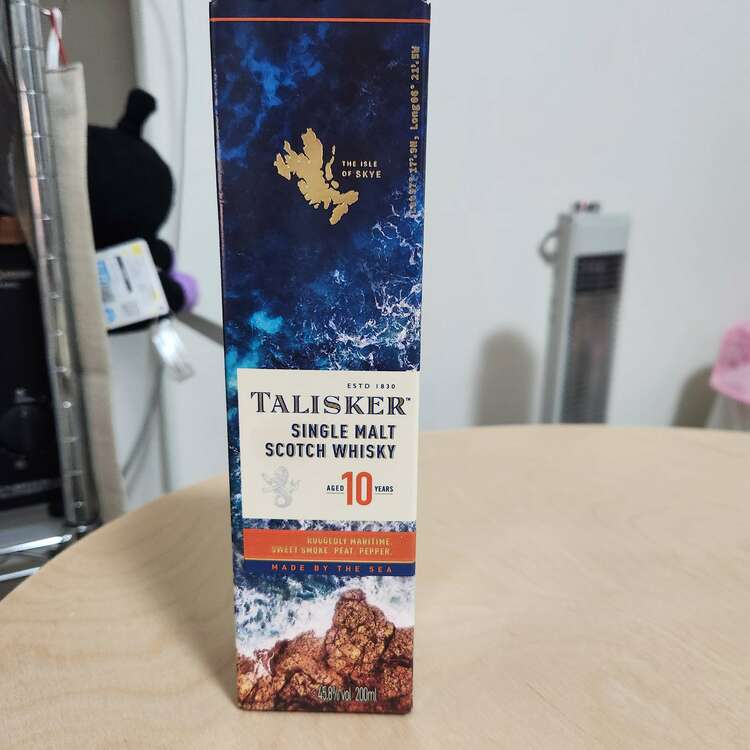 THE ISLE
OF SKYE
ESTD 1830
TALISKER™
SINGLE MALT
SCOTCH WHISKY
AGED 10 YEARS
RUGGEDLY MARITIME.
SWEET SMOKE. PEAT. PEPPER.
MADE BY THE SEA
45.8%vol 200ml